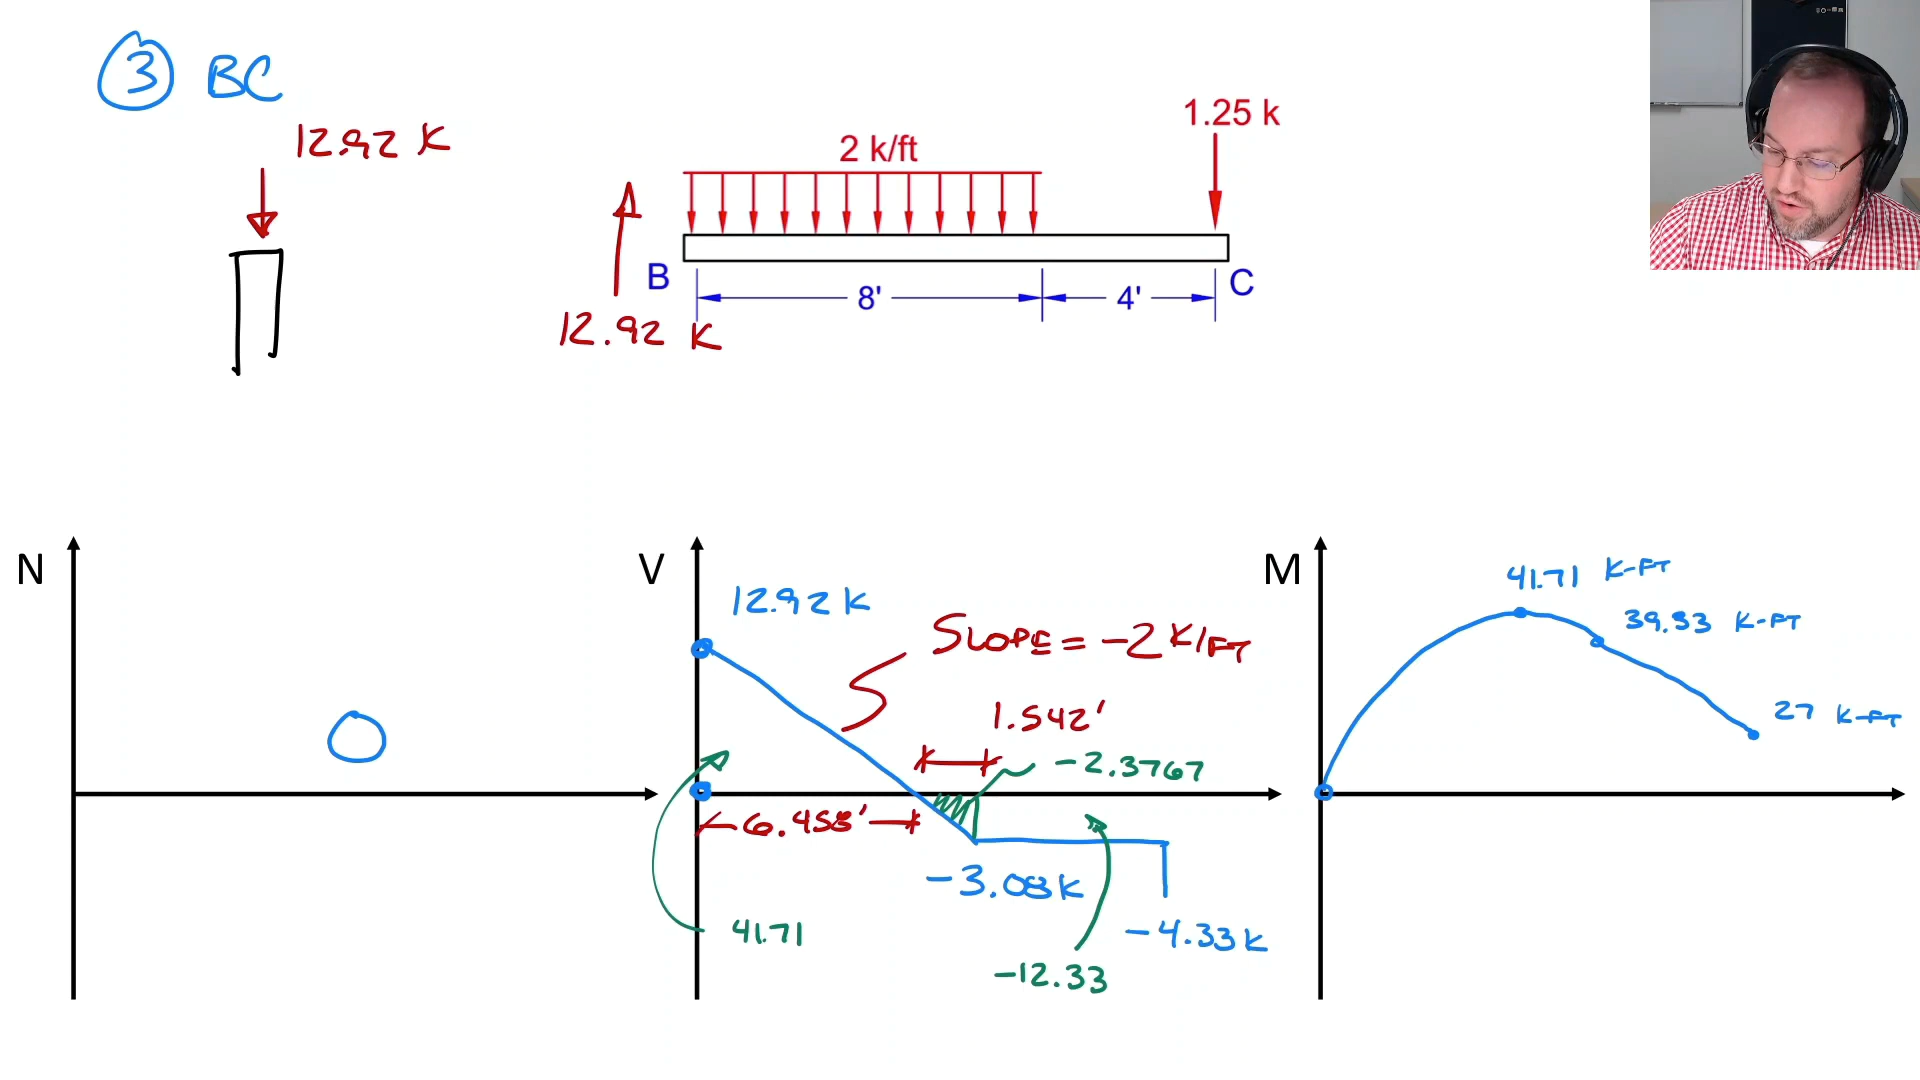 3 BC
12.92 K
2 k/ft
1.25 k
B
8'
4'
C
12.92 K
N
V
12.92 K
SLOPE = -2 K/FT
1.542'
-2.3767
6.458'
-3.08 K
41.71
-4.33 K
-12.33
M
41.71 K-FT
39.33 K-FT
27 K-FT